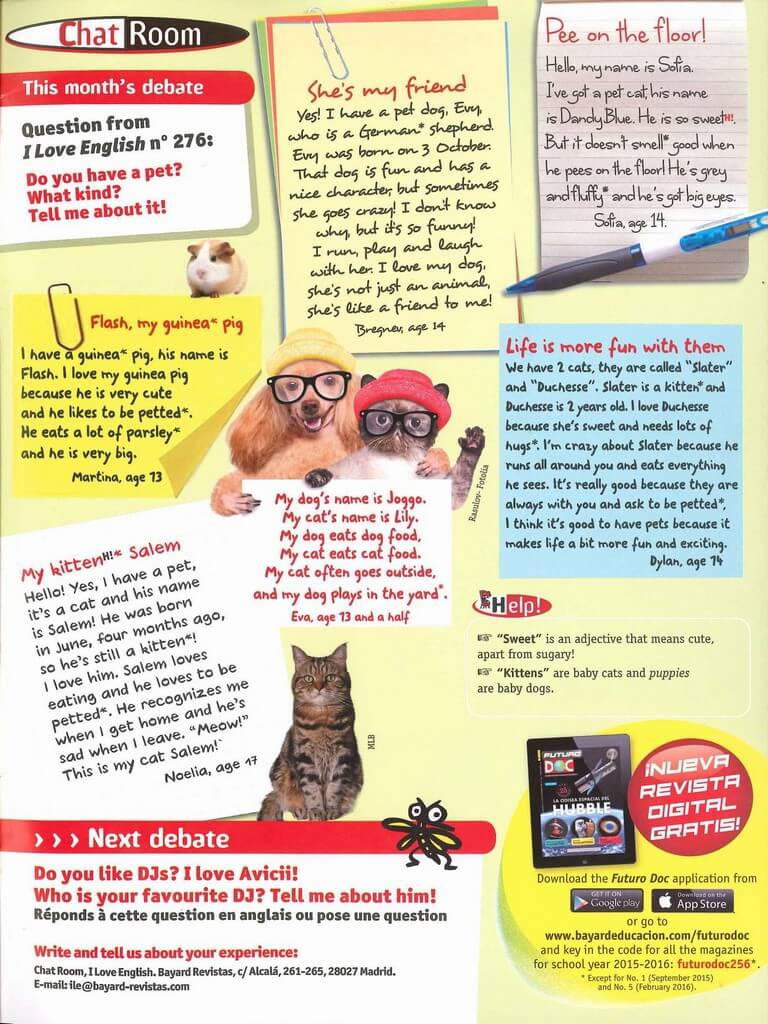 Chat Room
This month's debate
Question from
I Love English n° 276:
Do you have a pet?
What kind?
Tell me about it!
She's my friend
Yes! I have a pet dog, Evy,
who is a German* shepherd.
Evy was born on 3 October.
That dog is fun and has a
nice character, but sometimes
she goes crazy! I don't know
why, but it's so funny!
I run, play and laugh
with her. I love my dog,
she's not just an animal,
she's like a friend to me!
Bregnev, age 14
Pee on the floor!
Hello, my name is Sofia.
I've got a pet cat, his name
is Dandy Blue. He is so sweetH!.
But it doesn't smell* good when
he pees on the floor! He's grey
and fluffy* and he's got big eyes.
Sofia, age 14.
Flash, my guinea* pig
I have a guinea* pig, his name is
Flash. I love my guinea pig
because he is very cute
and he likes to be petted*.
He eats a lot of parsley*
and he is very big.
Martina, age 13
Life is more fun with them
We have 2 cats, they are called "Slater"
and "Duchesse". Slater is a kitten* and
Duchesse is 2 years old. I love Duchesse
because she's sweet and needs lots of
hugs*. I'm crazy about Slater because he
runs all around you and eats everything
he sees. It's really good because they are
always with you and ask to be petted*,
I think it's good to have pets because it
makes life a bit more fun and exciting.
Dylan, age 14
Rasulov- Fotolia
My dog's name is Joggo.
My cat's name is Lily.
My dog eats dog food,
My cat eats cat food.
My cat often goes outside,
and my dog plays in the yard*.
Eva, age 13 and a half
My kittenH!* Salem
Hello! Yes, I have a pet,
it's a cat and his name
is Salem! He was born
in June, four months ago,
so he's still a kitten*!
I love him. Salem loves
eating and he loves to be
petted*. He recognizes me
when I get home and he's
sad when I leave. "Meow!"
This is my cat Salem!
Noelia, age 17
MLB
Help!
☞ "Sweet" is an adjective that means cute,
apart from sugary!
☞ "Kittens" are baby cats and puppies
are baby dogs.
FUTURO
DOC
LA ODISEA ESPACIAL DEL
HUBBLE
¡NUEVA
REVISTA
DIGITAL
GRATIS!
Download the Futuro Doc application from
GET IT ON
Google play
Download on the
App Store
or go to
www.bayardeducacion.com/futurodoc
and key in the code for all the magazines
for school year 2015-2016: futurodoc256*.
* Except for No. 1 (September 2015)
and No. 5 (February 2016).
› › › Next debate
Do you like DJs? I love Avicii!
Who is your favourite DJ? Tell me about him!
Réponds à cette question en anglais ou pose une question
Write and tell us about your experience:
Chat Room, I Love English. Bayard Revistas, c/ Alcalá, 261-265, 28027 Madrid.
E-mail: ile@bayard-revistas.com